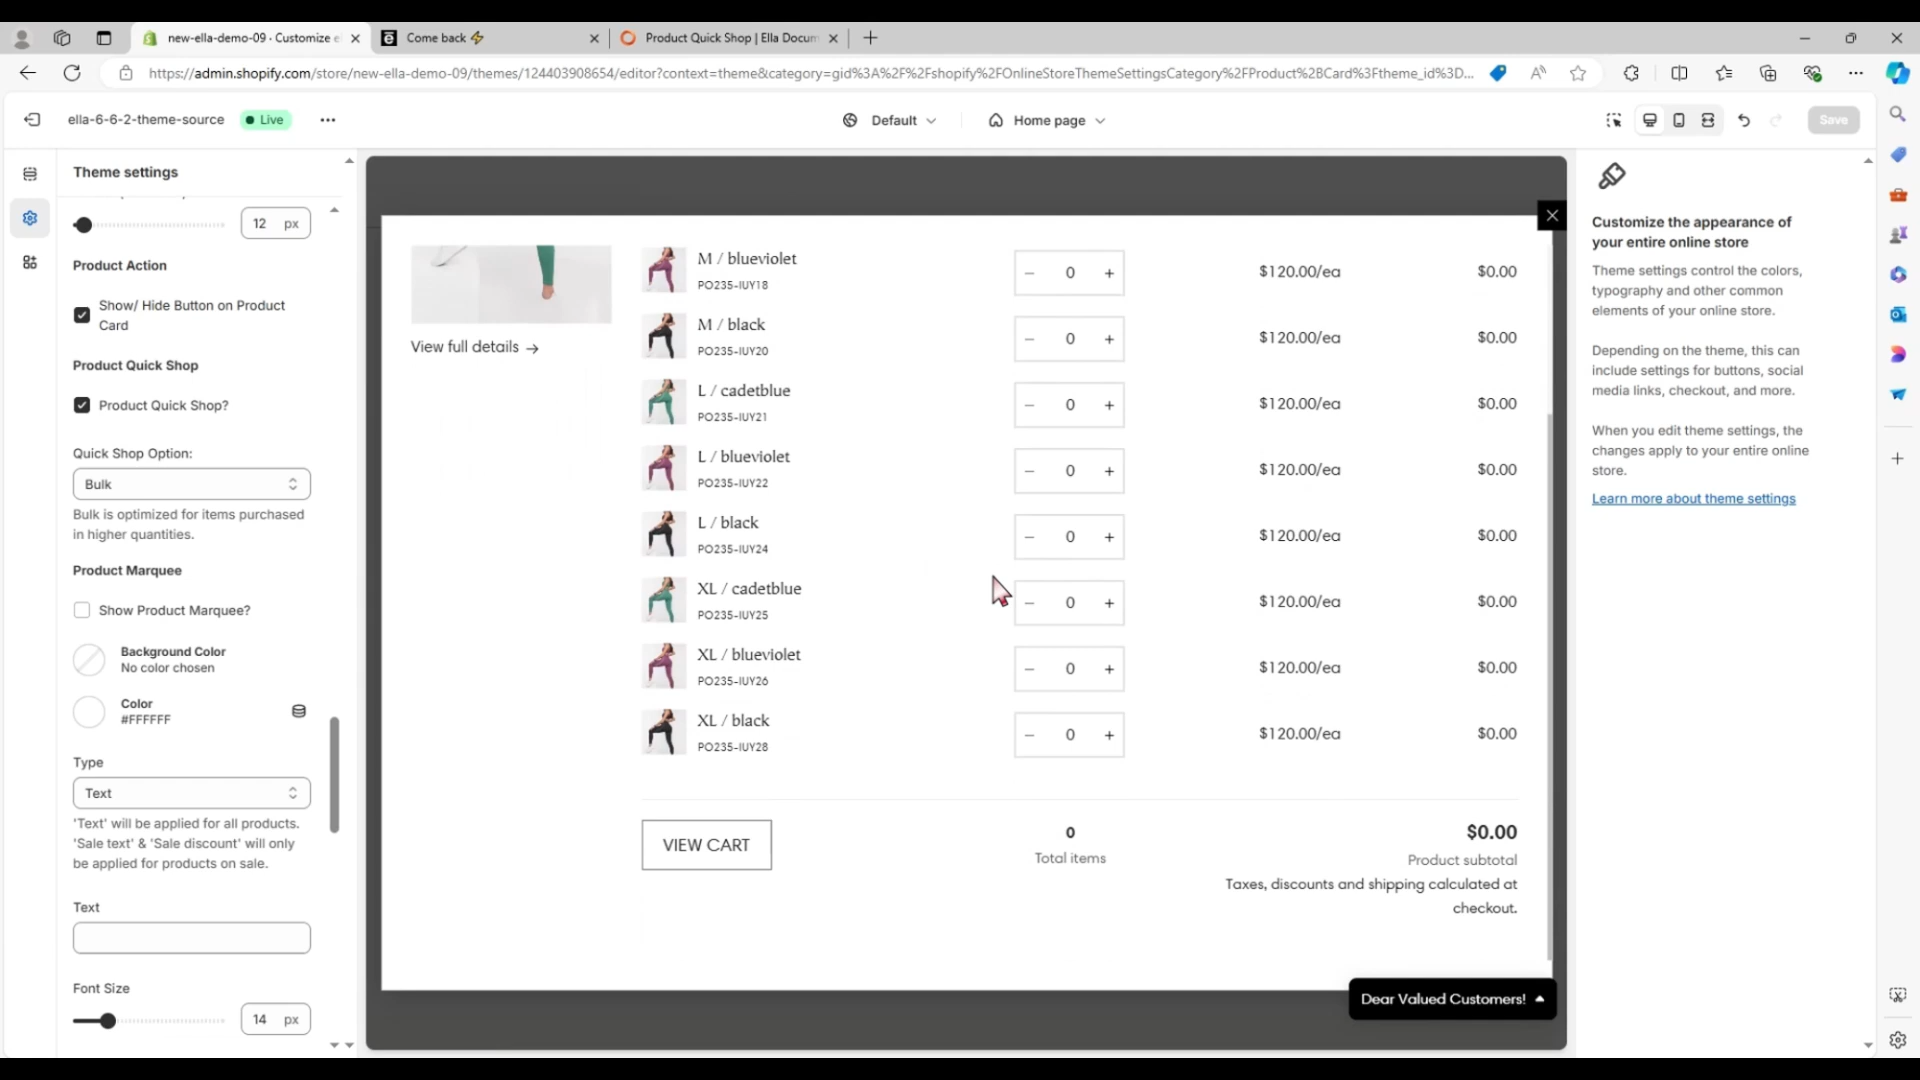 new-ella-demo-09 · Customize e
Come back ⚡
Product Quick Shop | Ella Docum
https://admin.shopify.com/store/new-ella-demo-09/themes/124403908654/editor?context=theme&category=gid%3A%2F%2Fshopify%2FOnlineStoreThemeSettingsCategory%2FProduct%2BCard%3Ftheme_id%3D...
ella-6-6-2-theme-source
Live
Default
Home page
Save
Theme settings
12 px
Product Action
Show/ Hide Button on Product
Card
Product Quick Shop
Product Quick Shop?
Quick Shop Option:
Bulk
Bulk is optimized for items purchased
in higher quantities.
Product Marquee
Show Product Marquee?
Background Color
No color chosen
Color
#FFFFFF
Type
Text
'Text' will be applied for all products.
'Sale text' & 'Sale discount' will only
be applied for products on sale.
Text
Font Size
14 px
View full details →
M / blueviolet
PO235-IUY18
− 0 + $120.00/ea $0.00
M / black
PO235-IUY20
− 0 + $120.00/ea $0.00
L / cadetblue
PO235-IUY21
− 0 + $120.00/ea $0.00
L / blueviolet
PO235-IUY22
− 0 + $120.00/ea $0.00
L / black
PO235-IUY24
− 0 + $120.00/ea $0.00
XL / cadetblue
PO235-IUY25
− 0 + $120.00/ea $0.00
XL / blueviolet
PO235-IUY26
− 0 + $120.00/ea $0.00
XL / black
PO235-IUY28
− 0 + $120.00/ea $0.00
VIEW CART
0
Total items
$0.00
Product subtotal
Taxes, discounts and shipping calculated at
checkout.
Dear Valued Customers!
Customize the appearance of
your entire online store
Theme settings control the colors,
typography and other common
elements of your online store.
Depending on the theme, this can
include settings for buttons, social
media links, checkout, and more.
When you edit theme settings, the
changes apply to your entire online
store.
Learn more about theme settings